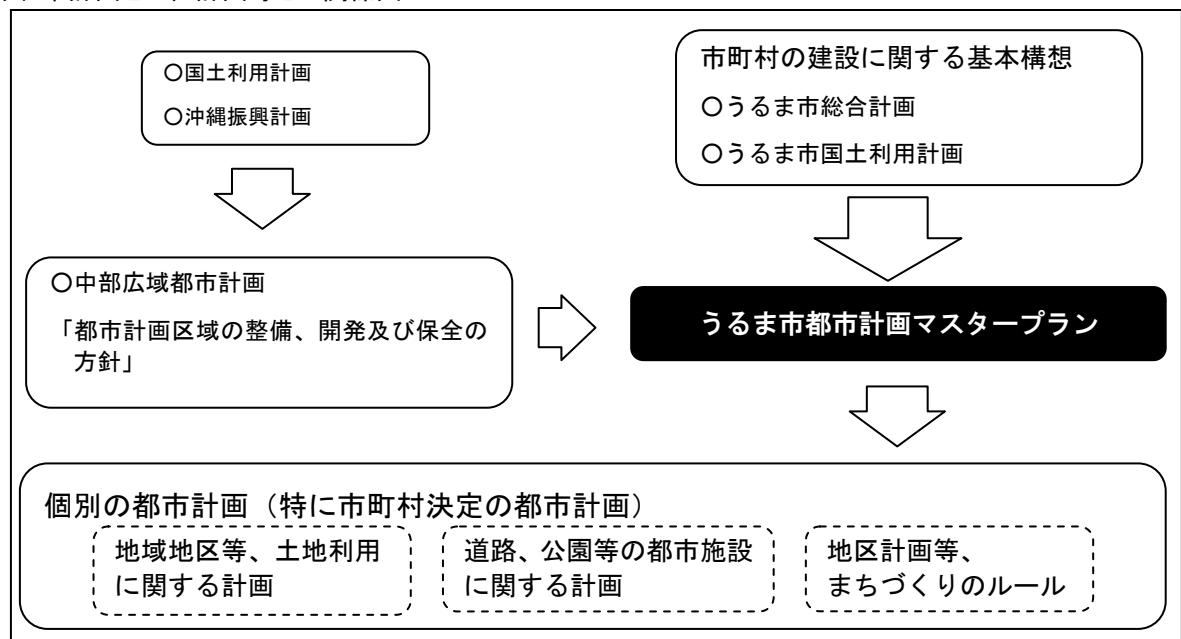 〇国土利用計画
〇沖縄振興計画
市町村の建設に関する基本構想
〇うるま市総合計画
〇うるま市国土利用計画
〇中部広域都市計画
「都市計画区域の整備、開発及び保全の
方針」
うるま市都市計画マスタープラン
個別の都市計画（特に市町村決定の都市計画）
地域地区等、土地利用
に関する計画
道路、公園等の都市施設
に関する計画
地区計画等、
まちづくりのルール